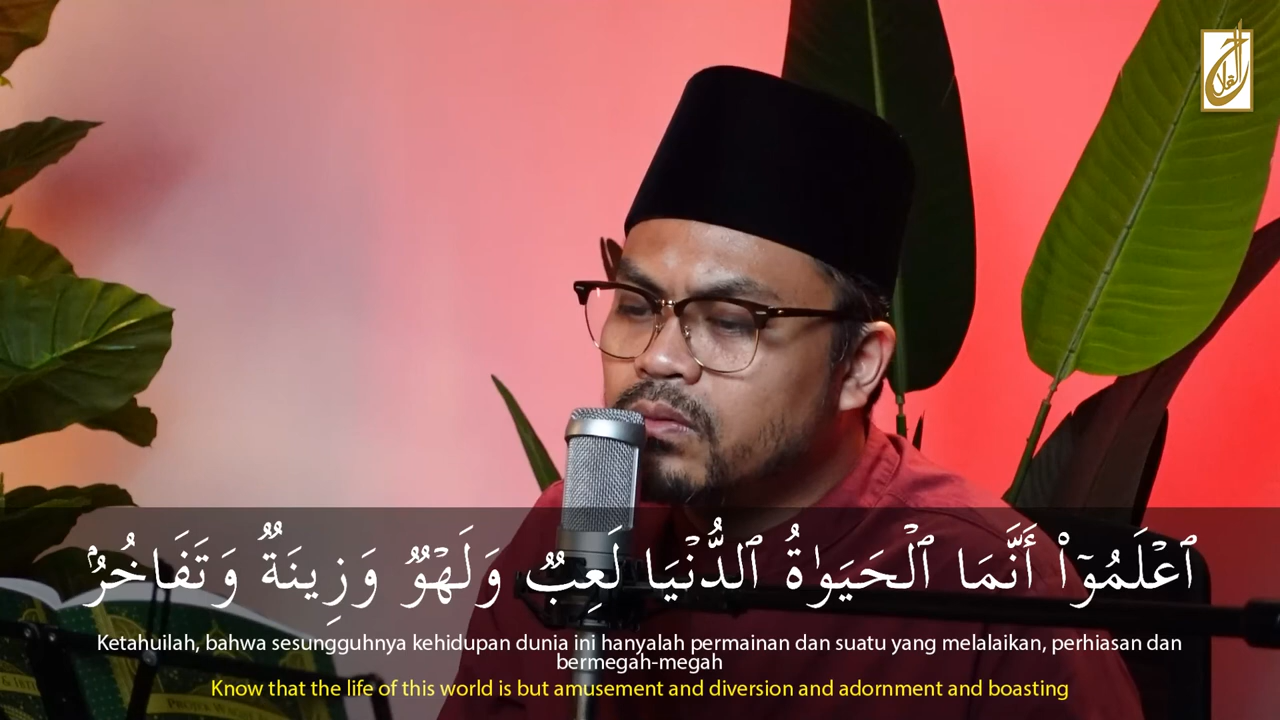 ٱعْلَمُوٓا۟ أَنَّمَا ٱلْحَيَوٰةُ ٱلدُّنْيَا لَعِبٌ وَلَهْوٌ وَزِينَةٌ وَتَفَاخُرٌۢ
Ketahuilah, bahwa sesungguhnya kehidupan dunia ini hanyalah permainan dan suatu yang melalaikan, perhiasan dan
bermegah-megah
Know that the life of this world is but amusement and diversion and adornment and boasting